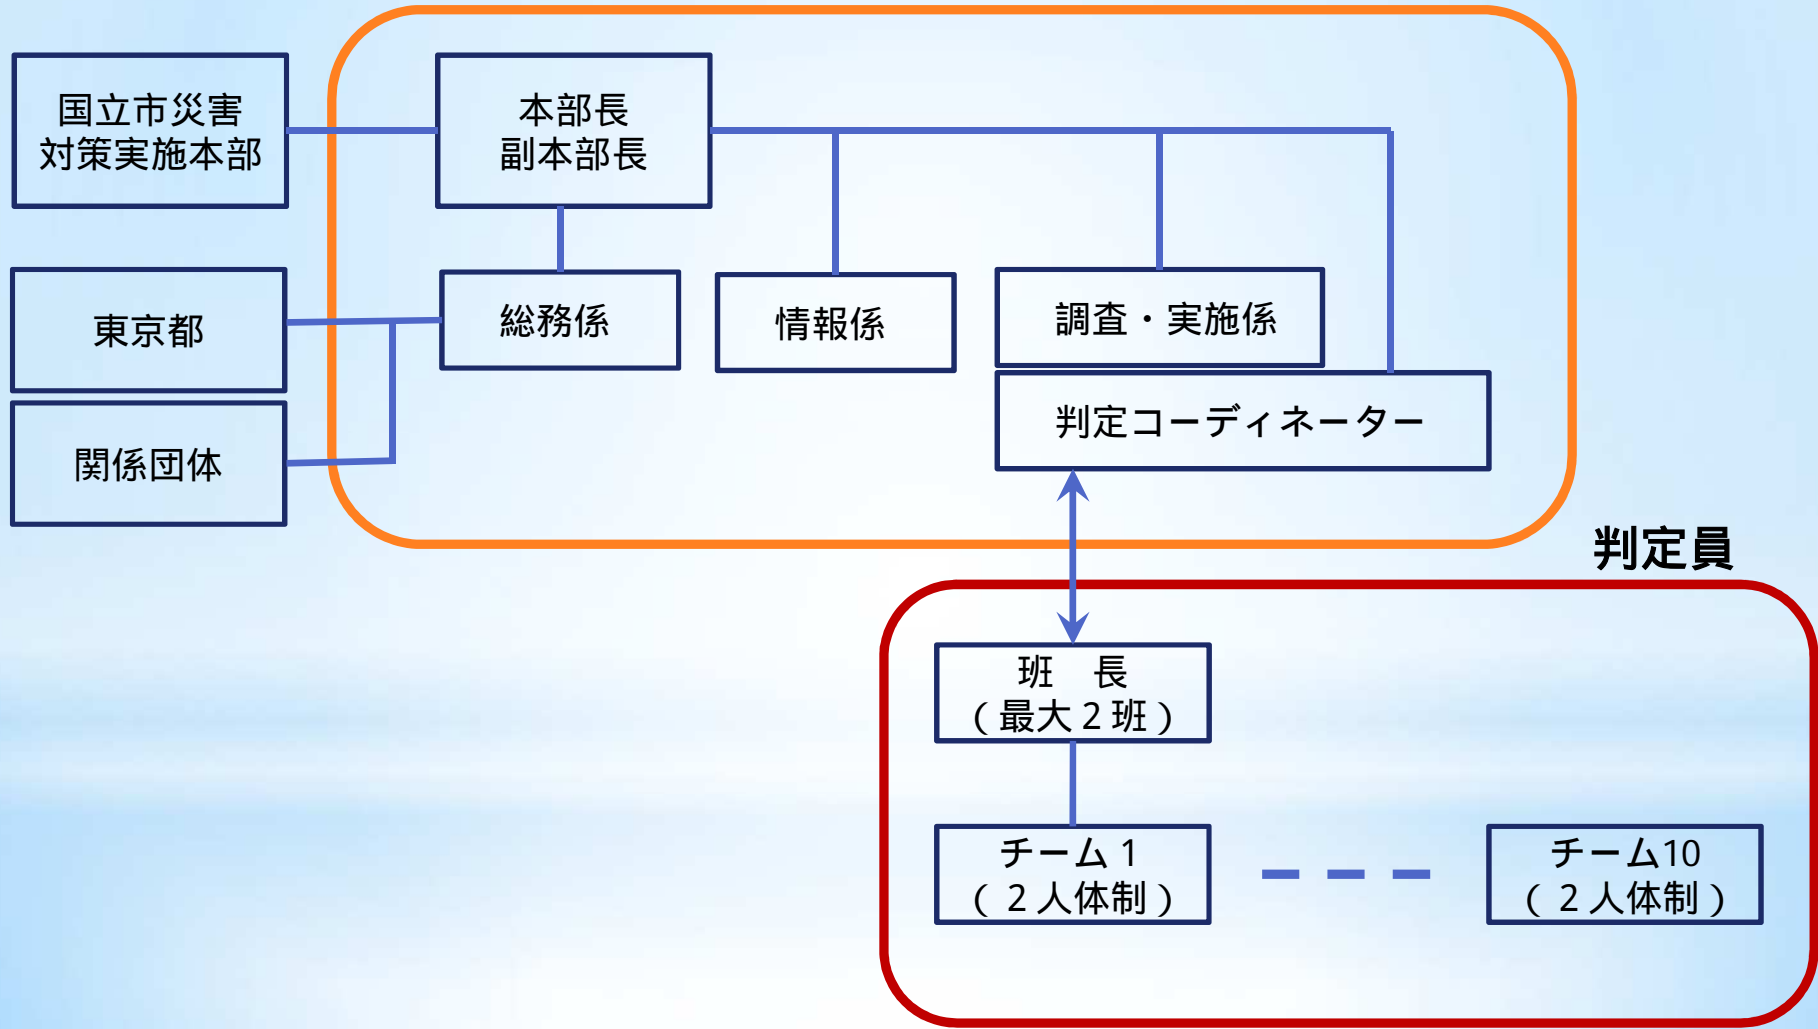 国立市災害
対策実施本部
本部長
副本部長
東京都
総務係
情報係
調査・実施係
関係団体
判定コーディネーター
判定員
班　長
（最大２班）
チーム１
（２人体制）
チーム10
（２人体制）